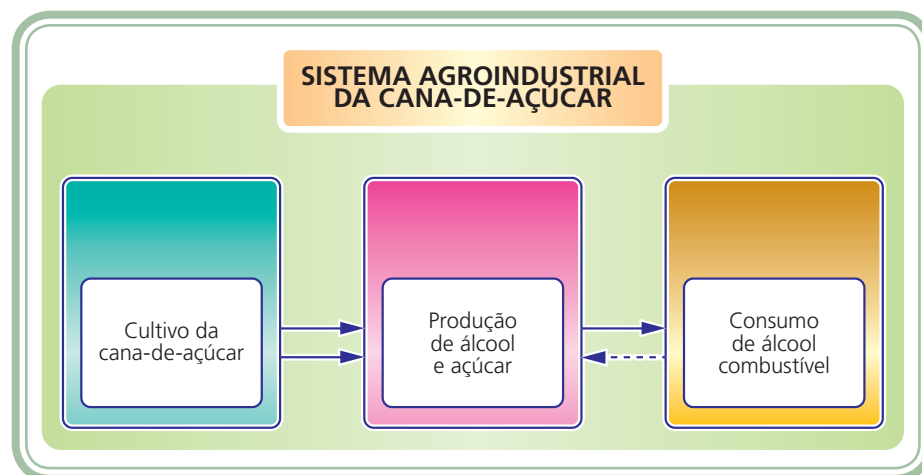 SISTEMA AGROINDUSTRIAL
DA CANA-DE-AÇÚCAR
Cultivo da
cana-de-açúcar
Produção
de álcool
e açúcar
Consumo
de álcool
combustível